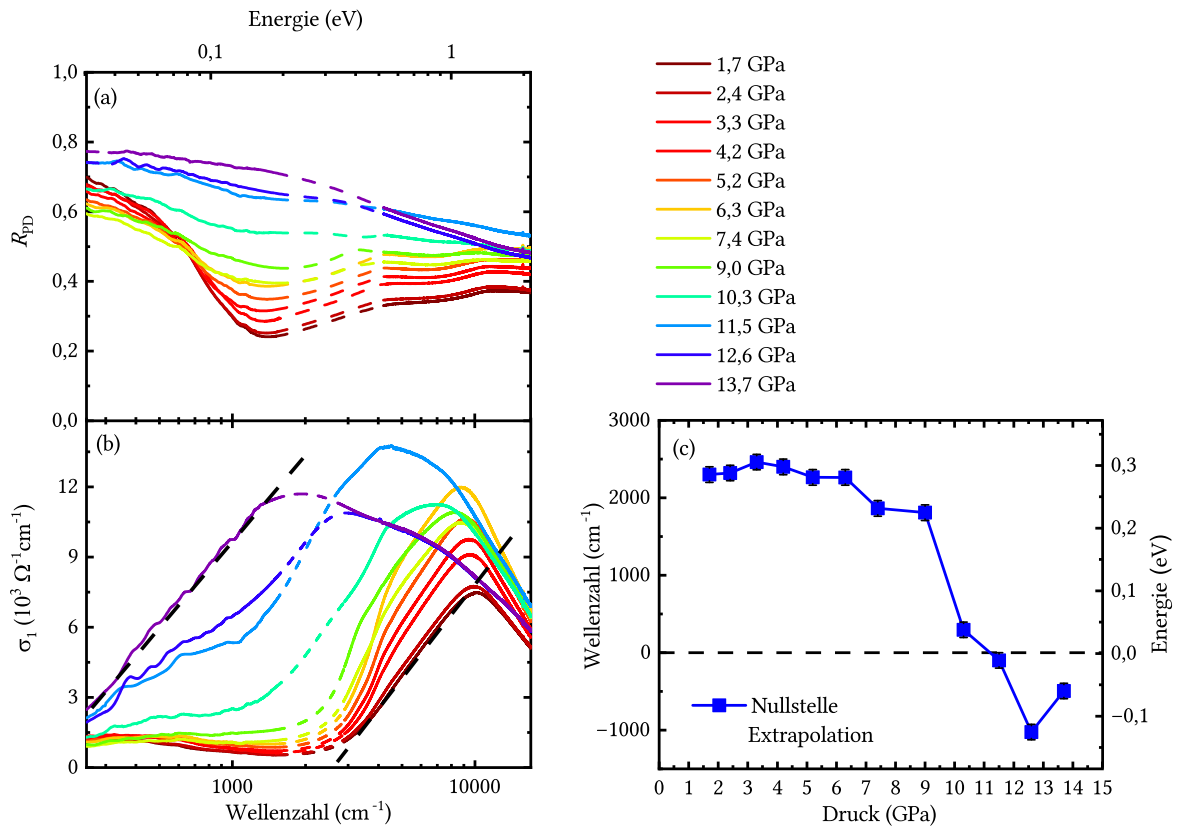 Energie (eV)
0,1 1
1,0
0,8
0,6
0,4
0,2
0,0
R_PD
(a)
1,7 GPa
2,4 GPa
3,3 GPa
4,2 GPa
5,2 GPa
6,3 GPa
7,4 GPa
9,0 GPa
10,3 GPa
11,5 GPa
12,6 GPa
13,7 GPa
(b)
12
9
6
3
0
σ₁ (10³ Ω⁻¹cm⁻¹)
1000 10000
Wellenzahl (cm⁻¹)
(c)
3000
2000
1000
0
−1000
Wellenzahl (cm⁻¹)
0,3
0,2
0,1
0,0
−0,1
Energie (eV)
Nullstelle
Extrapolation
0 1 2 3 4 5 6 7 8 9 10 11 12 13 14 15
Druck (GPa)